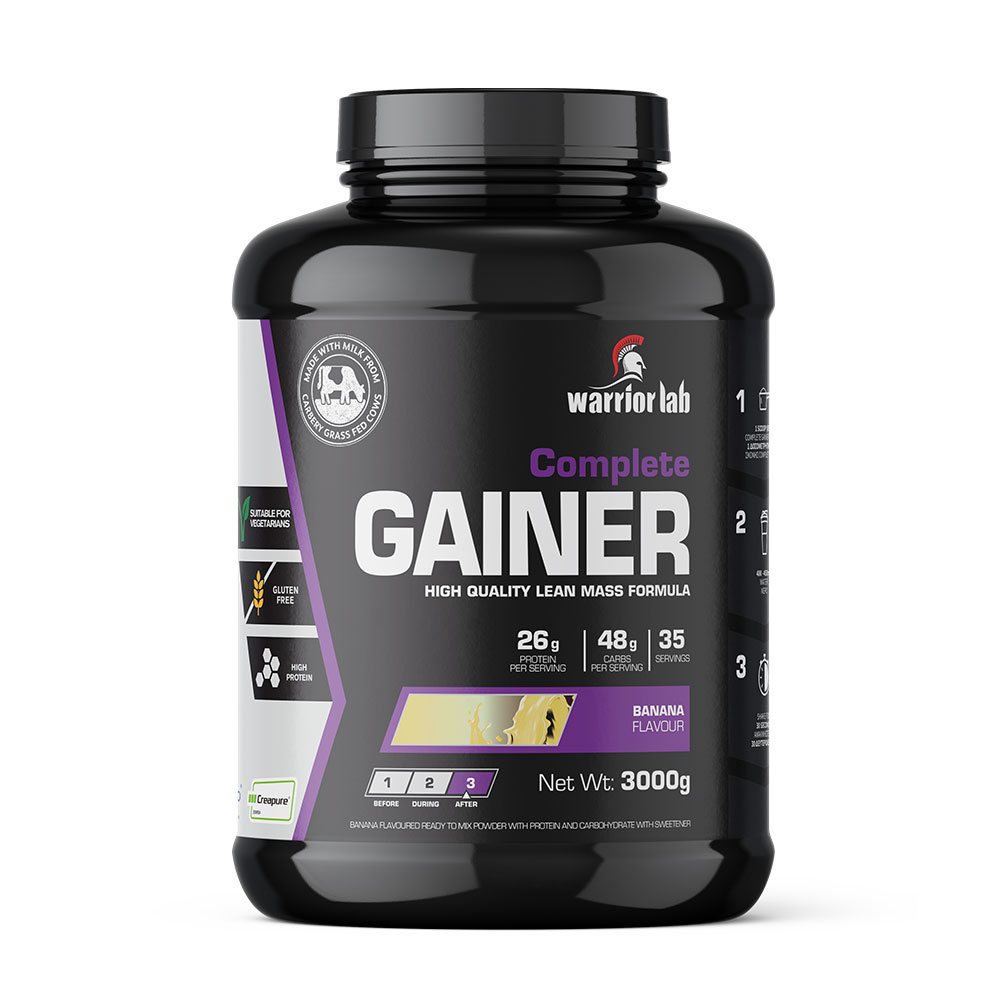 MADE WITH MILK FROM
CARBERY GRASS FED COWS
warrior lab
Complete
GAINER
HIGH QUALITY LEAN MASS FORMULA
26g
PROTEIN
PER SERVING
48g
CARBS
PER SERVING
35
SERVINGS
BANANA
FLAVOUR
1 2 3
BEFORE DURING AFTER
Net Wt: 3000g
BANANA FLAVOURED READY TO MIX POWDER WITH PROTEIN AND CARBOHYDRATE WITH SWEETENER
SUITABLE FOR
VEGETARIANS
GLUTEN
FREE
HIGH
PROTEIN
Creapure
1
2
3